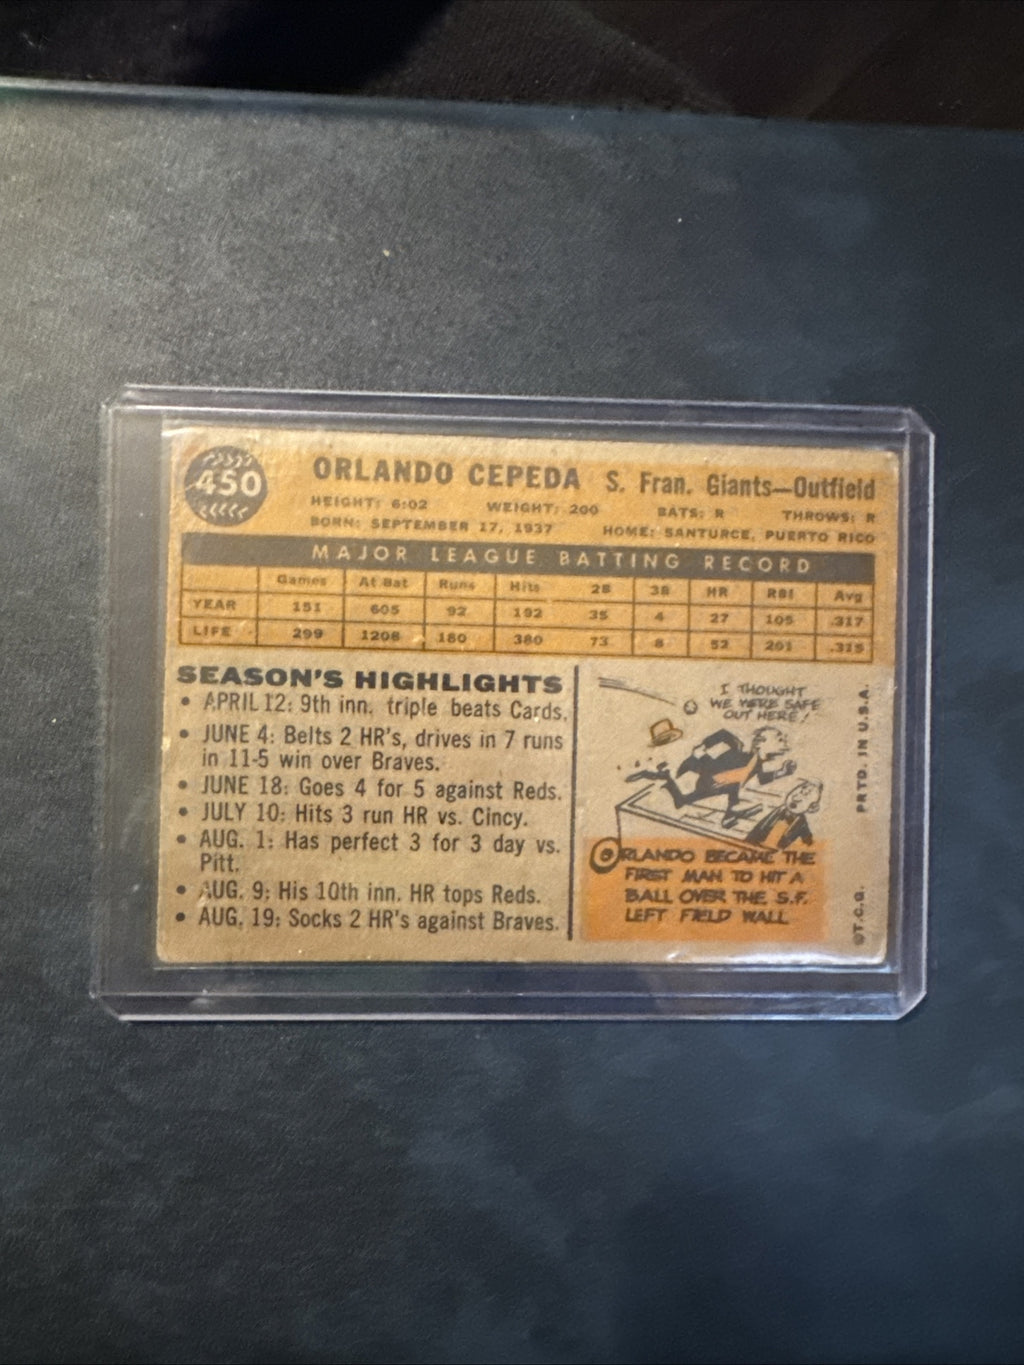 450
ORLANDO CEPEDA S. Fran. Giants—Outfield
HEIGHT: 6:02 WEIGHT: 200 BATS: R THROWS: R
BORN: SEPTEMBER 17, 1937 HOME: SANTURCE, PUERTO RICO
MAJOR LEAGUE BATTING RECORD
Games At Bat Runs Hits 2B 3B HR RBI Avg
YEAR 151 605 92 192 35 4 27 105 .317
LIFE 299 1208 180 380 73 8 52 201 .315
SEASON'S HIGHLIGHTS
• APRIL 12: 9th inn. triple beats Cards.
• JUNE 4: Belts 2 HR's, drives in 7 runs
in 11-5 win over Braves.
• JUNE 18: Goes 4 for 5 against Reds.
• JULY 10: Hits 3 run HR vs. Cincy.
• AUG. 1: Has perfect 3 for 3 day vs.
Pitt.
• AUG. 9: His 10th inn. HR tops Reds.
• AUG. 19: Socks 2 HR's against Braves.
I THOUGHT
WE WERE SAFE
OUT HERE!
ORLANDO BECAME THE
FIRST MAN TO HIT A
BALL OVER THE S.F.
LEFT FIELD WALL
©T.C.G. PRTD. IN U.S.A.